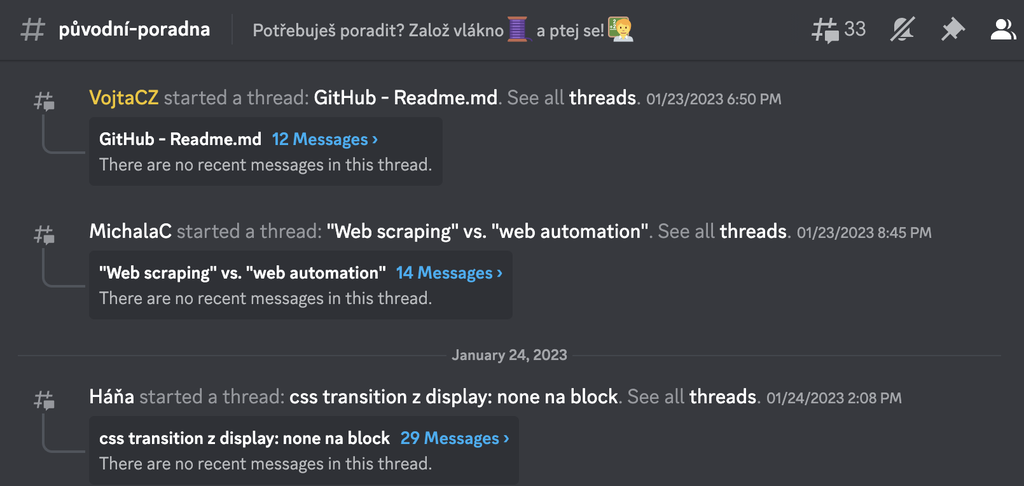 původní-poradna
Potřebuješ poradit? Založ vlákno🧵 a ptej se!🧑‍🏫
33
VojtaCZ started a thread: GitHub - Readme.md. See all threads. 01/23/2023 6:50 PM
GitHub - Readme.md 12 Messages ›
There are no recent messages in this thread.
MichalaC started a thread: "Web scraping" vs. "web automation". See all threads. 01/23/2023 8:45 PM
"Web scraping" vs. "web automation" 14 Messages ›
There are no recent messages in this thread.
January 24, 2023
Háňa started a thread: css transition z display: none na block. See all threads. 01/24/2023 2:08 PM
css transition z display: none na block 29 Messages ›
There are no recent messages in this thread.